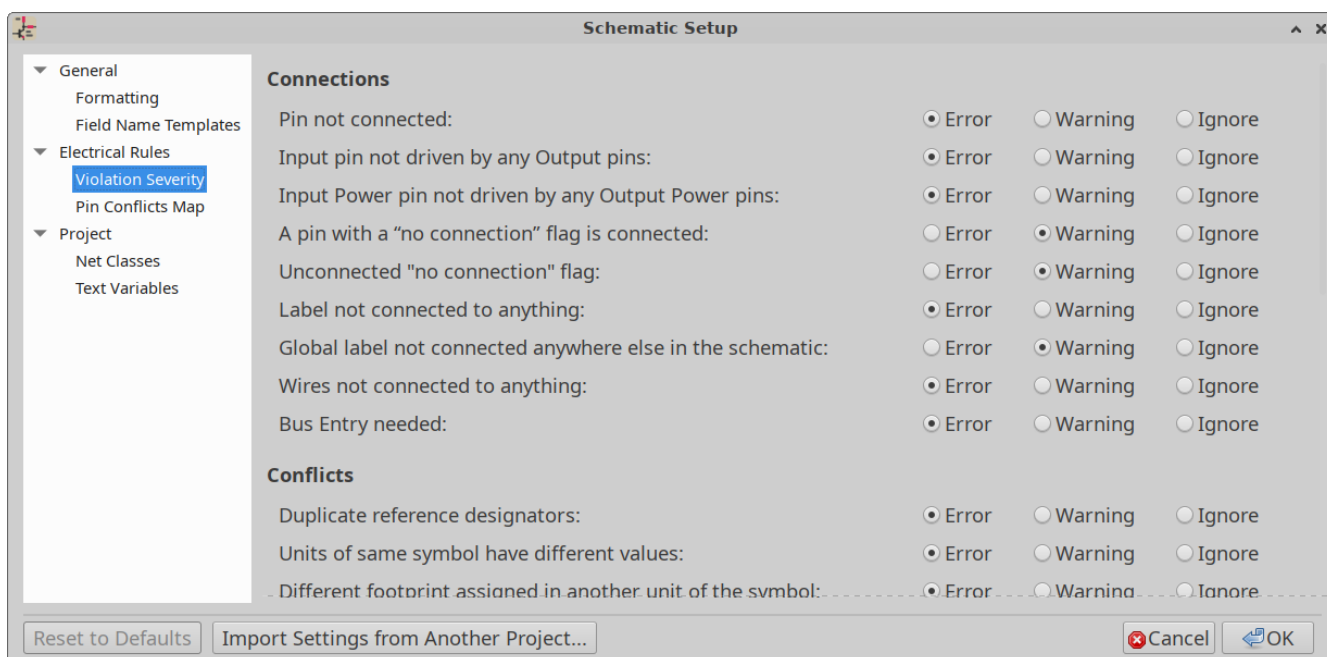 Schematic Setup
General
Formatting
Field Name Templates
Electrical Rules
Violation Severity
Pin Conflicts Map
Project
Net Classes
Text Variables
Connections
Pin not connected: Error Warning Ignore
Input pin not driven by any Output pins: Error Warning Ignore
Input Power pin not driven by any Output Power pins: Error Warning Ignore
A pin with a “no connection” flag is connected: Error Warning Ignore
Unconnected "no connection" flag: Error Warning Ignore
Label not connected to anything: Error Warning Ignore
Global label not connected anywhere else in the schematic: Error Warning Ignore
Wires not connected to anything: Error Warning Ignore
Bus Entry needed: Error Warning Ignore
Conflicts
Duplicate reference designators: Error Warning Ignore
Units of same symbol have different values: Error Warning Ignore
Different footprint assigned in another unit of the symbol: Error Warning Ignore
Reset to Defaults Import Settings from Another Project... Cancel OK